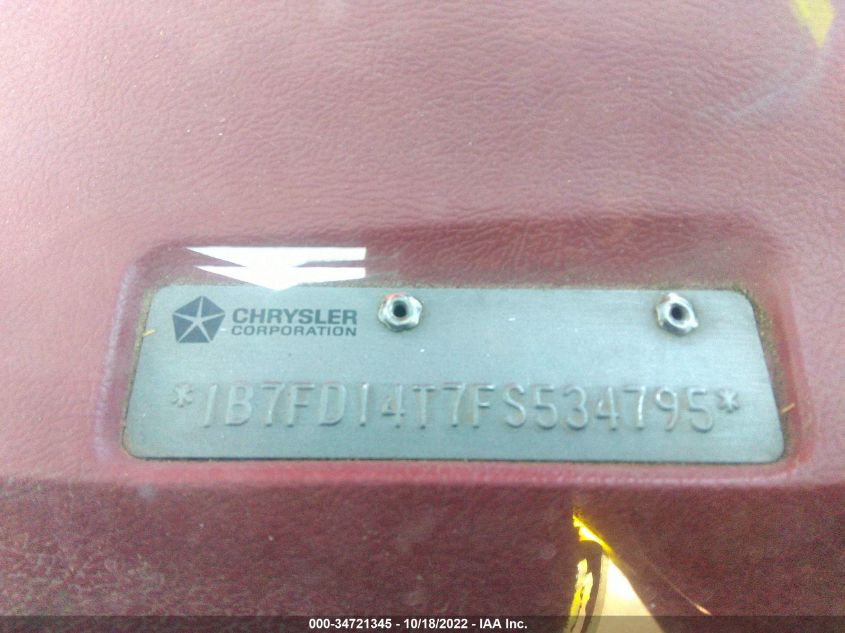 CHRYSLER
CORPORATION
*1B7FD14T7FS534795*
000-34721345 - 10/18/2022 - IAA Inc.